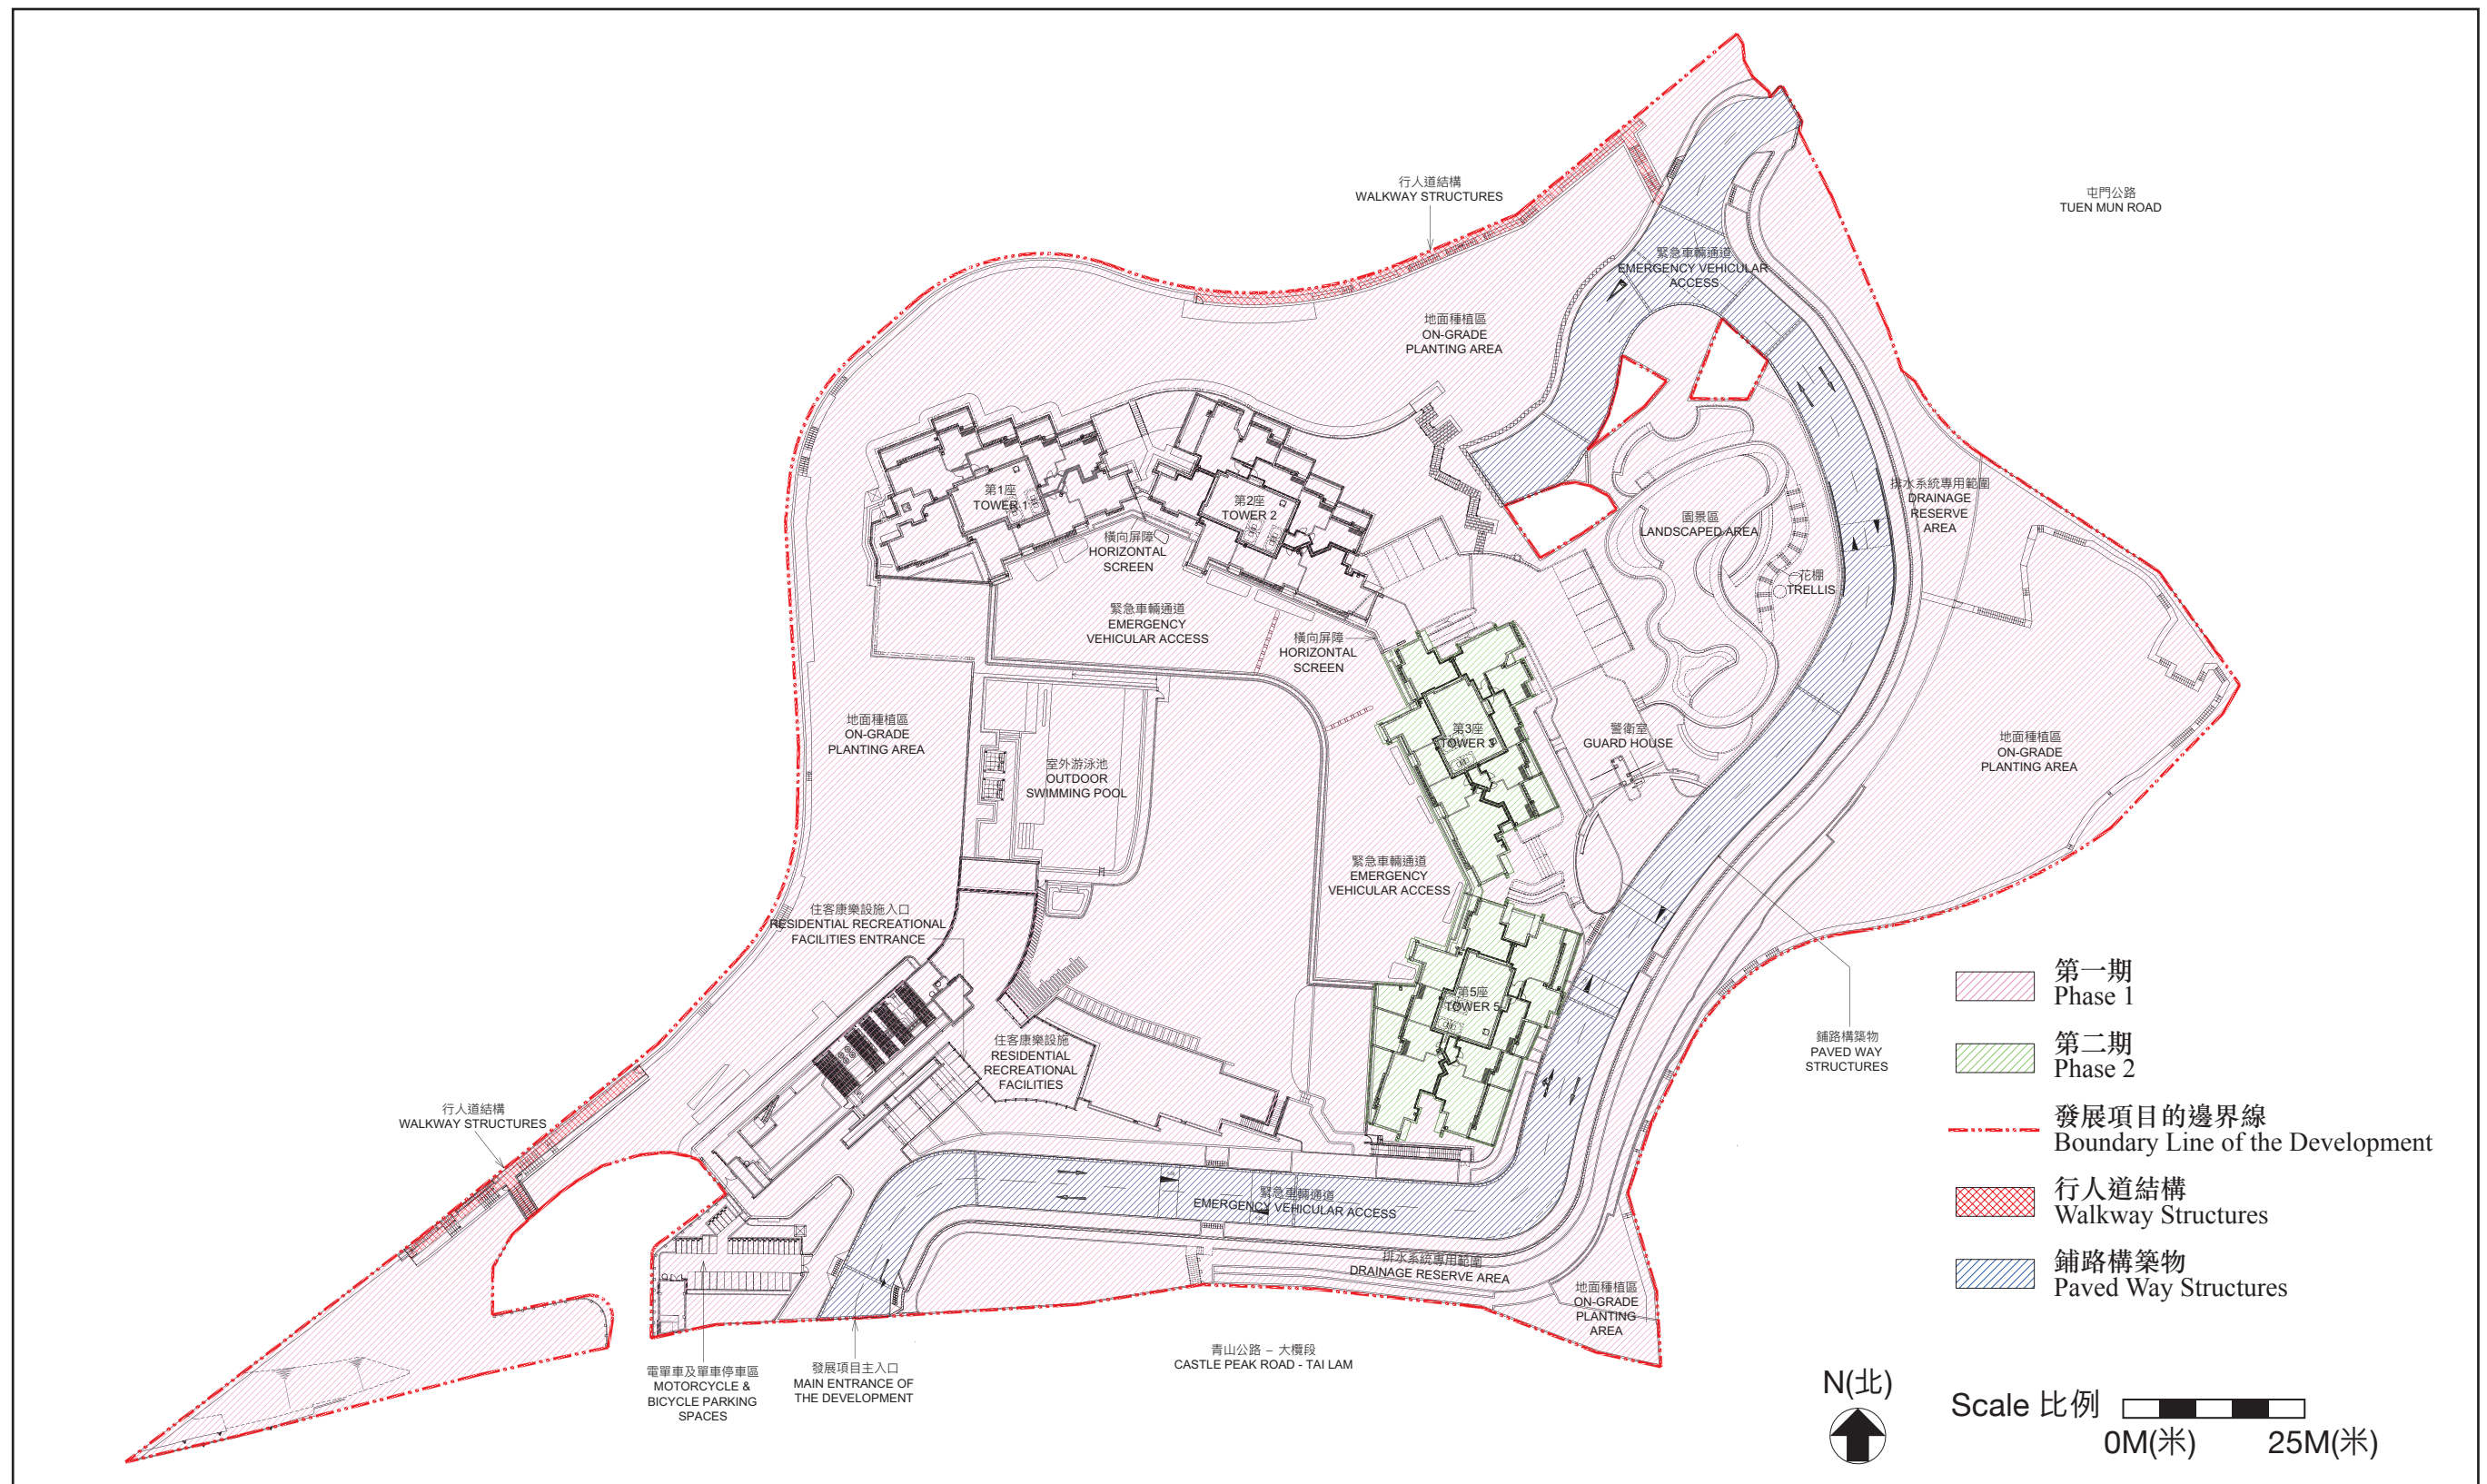 行人道結構
WALKWAY STRUCTURES
屯門公路
TUEN MUN ROAD
緊急車輛通道
EMERGENCY VEHICULAR
ACCESS
地面種植區
ON-GRADE
PLANTING AREA
第1座
TOWER 1
第2座
TOWER 2
橫向屏障
HORIZONTAL
SCREEN
排水系統專用範圍
DRAINAGE
RESERVE
AREA
園景區
LANDSCAPED AREA
花棚
TRELLIS
緊急車輛通道
EMERGENCY
VEHICULAR ACCESS
橫向屏障
HORIZONTAL
SCREEN
地面種植區
ON-GRADE
PLANTING AREA
第3座
TOWER 3
警衛室
GUARD HOUSE
地面種植區
ON-GRADE
PLANTING AREA
室外游泳池
OUTDOOR
SWIMMING POOL
緊急車輛通道
EMERGENCY
VEHICULAR ACCESS
住客康樂設施入口
RESIDENTIAL RECREATIONAL
FACILITIES ENTRANCE
第5座
TOWER 5
住客康樂設施
RESIDENTIAL
RECREATIONAL
FACILITIES
鋪路構築物
PAVED WAY
STRUCTURES
行人道結構
WALKWAY STRUCTURES
緊急車輛通道
EMERGENCY VEHICULAR ACCESS
排水系統專用範圍
DRAINAGE RESERVE AREA
地面種植區
ON-GRADE
PLANTING
AREA
青山公路 – 大欖段
CASTLE PEAK ROAD - TAI LAM
電單車及單車停車區
MOTORCYCLE &
BICYCLE PARKING
SPACES
發展項目主入口
MAIN ENTRANCE OF
THE DEVELOPMENT
第一期
Phase 1
第二期
Phase 2
發展項目的邊界線
Boundary Line of the Development
行人道結構
Walkway Structures
鋪路構築物
Paved Way Structures
N(北)
Scale 比例
0M(米) 25M(米)